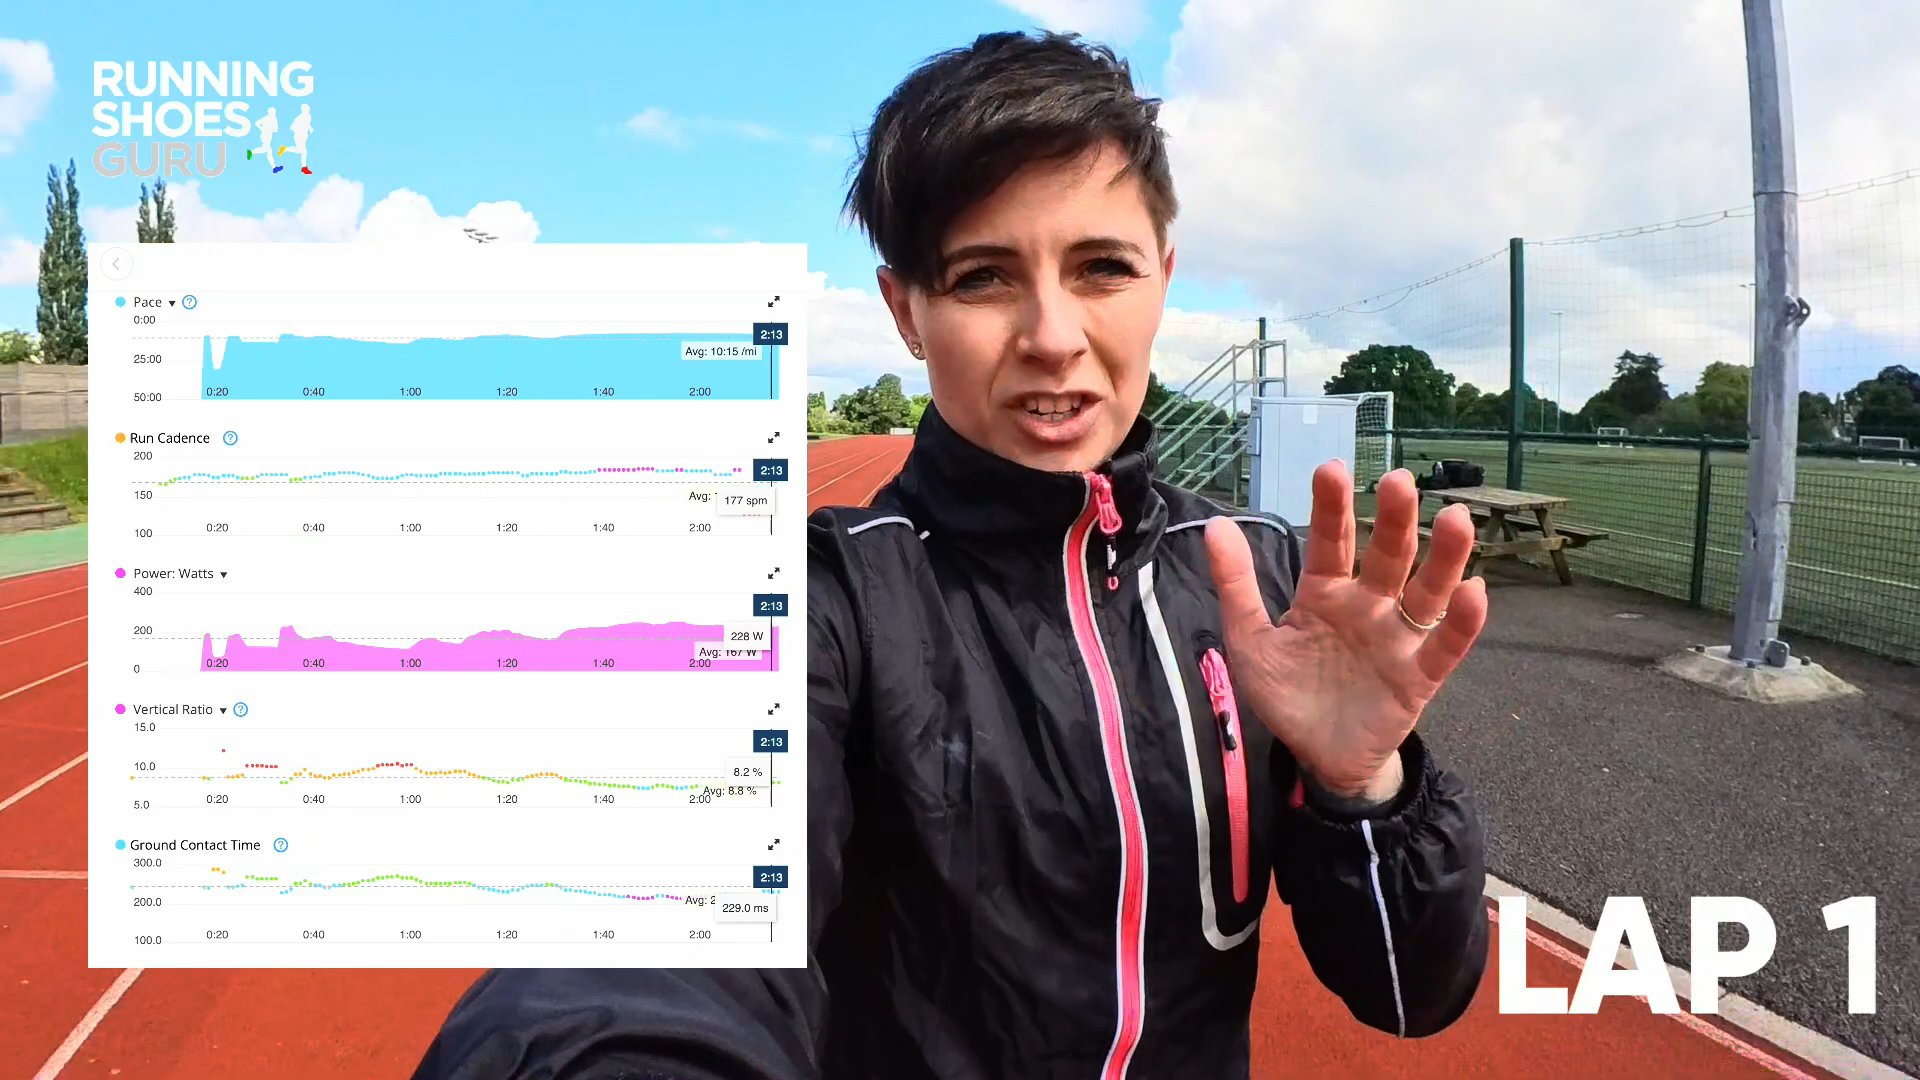 RUNNING
SHOES
GURU
Pace ▾ ?
0:00
2:13
Avg: 10:15 /mi
25:00
0:20 0:40 1:00 1:20 1:40 2:00
50:00
Run Cadence ?
200
2:13
150
Avg:
177 spm
0:20 0:40 1:00 1:20 1:40 2:00
100
Power: Watts ▾
400
2:13
200
228 W
Avg: 167 W
0:20 0:40 1:00 1:20 1:40 2:00
0
Vertical Ratio ▾ ?
15.0
2:13
10.0
8.2 %
Avg: 8.8 %
0:20 0:40 1:00 1:20 1:40 2:00
5.0
Ground Contact Time ?
300.0
2:13
200.0
Avg: 2
229.0 ms
0:20 0:40 1:00 1:20 1:40 2:00
100.0
LAP 1